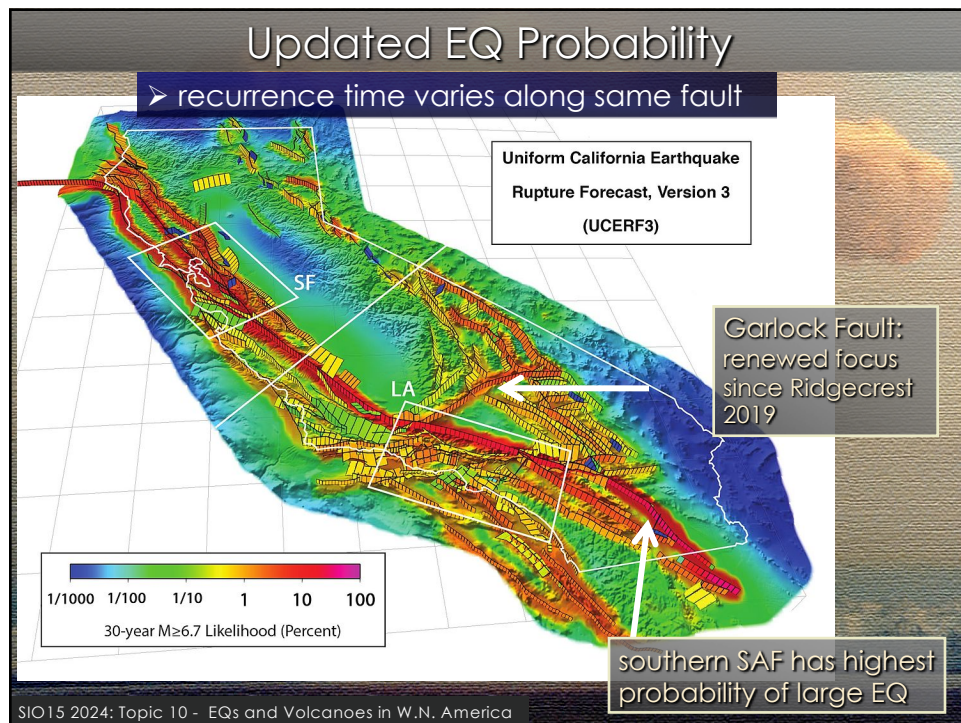 Updated EQ Probability
➢ recurrence time varies along same fault
Uniform California Earthquake
Rupture Forecast, Version 3
(UCERF3)
SF
Garlock Fault:
renewed focus
since Ridgecrest
2019
LA
1/1000 1/100 1/10 1 10 100
30-year M≥6.7 Likelihood (Percent)
southern SAF has highest
probability of large EQ
SIO15 2024: Topic 10 - EQs and Volcanoes in W.N. America